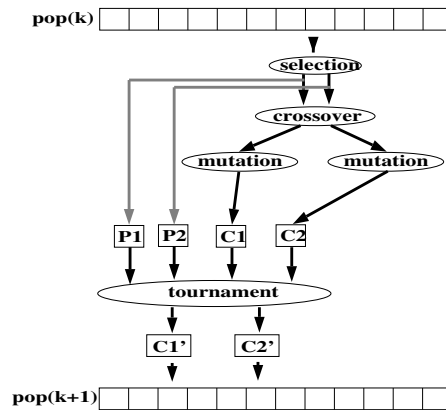 pop(k)
selection
crossover
mutation
mutation
P1
P2
C1
C2
tournament
C1'
C2'
pop(k+1)